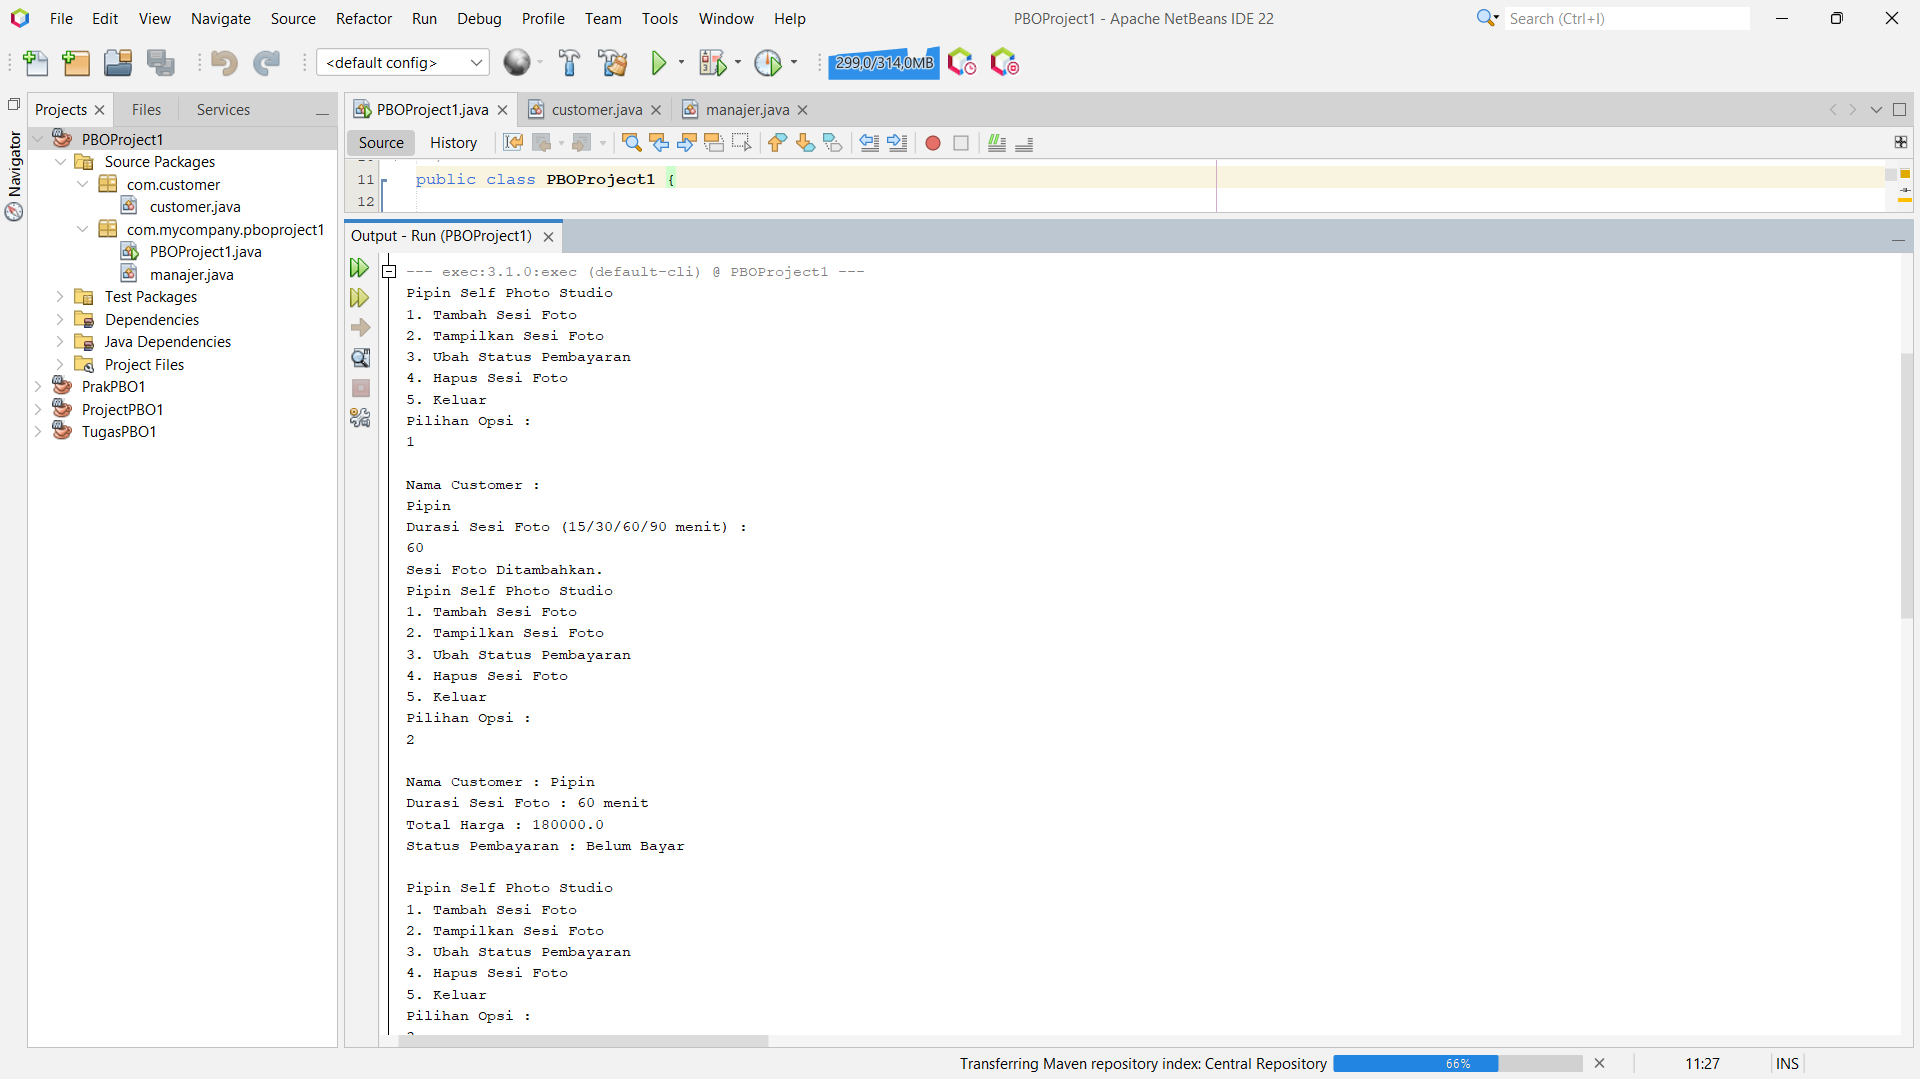 File Edit View Navigate Source Refactor Run Debug Profile Team Tools Window Help
PBOProject1 - Apache NetBeans IDE 22
Search (Ctrl+I)
<default config>
299,0/314,0MB
Projects Files Services
PBOProject1.java customer.java manajer.java
Navigator
Source History
PBOProject1
Source Packages
com.customer
customer.java
com.mycompany.pboproject1
PBOProject1.java
manajer.java
Test Packages
Dependencies
Java Dependencies
Project Files
PrakPBO1
ProjectPBO1
TugasPBO1
11 public class PBOProject1 {
12
Output - Run (PBOProject1)
--- exec:3.1.0:exec (default-cli) @ PBOProject1 ---
Pipin Self Photo Studio
1. Tambah Sesi Foto
2. Tampilkan Sesi Foto
3. Ubah Status Pembayaran
4. Hapus Sesi Foto
5. Keluar
Pilihan Opsi :
1
Nama Customer :
Pipin
Durasi Sesi Foto (15/30/60/90 menit) :
60
Sesi Foto Ditambahkan.
Pipin Self Photo Studio
1. Tambah Sesi Foto
2. Tampilkan Sesi Foto
3. Ubah Status Pembayaran
4. Hapus Sesi Foto
5. Keluar
Pilihan Opsi :
2
Nama Customer : Pipin
Durasi Sesi Foto : 60 menit
Total Harga : 180000.0
Status Pembayaran : Belum Bayar
Pipin Self Photo Studio
1. Tambah Sesi Foto
2. Tampilkan Sesi Foto
3. Ubah Status Pembayaran
4. Hapus Sesi Foto
5. Keluar
Pilihan Opsi :
Transferring Maven repository index: Central Repository 66% 11:27 INS